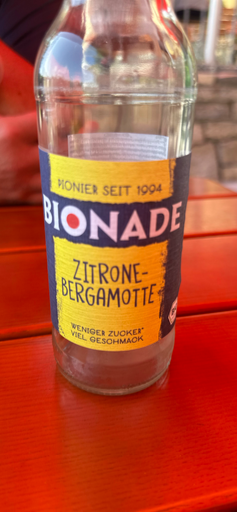 PIONIER SEIT 1994
BIONADE
ZITRONE-
BERGAMOTTE
WENIGER ZUCKER*
VIEL GESCHMACK